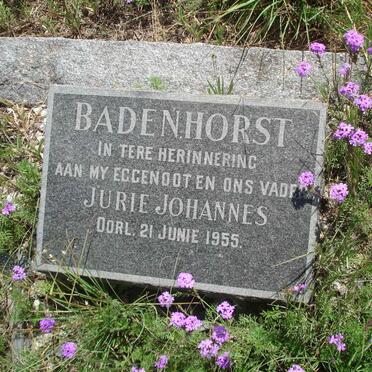 BADENHORST
IN TERE HERINNERING
AAN MY EGGENOOT EN ONS VADER
JURIE JOHANNES
OORL. 21 JUNIE 1955.